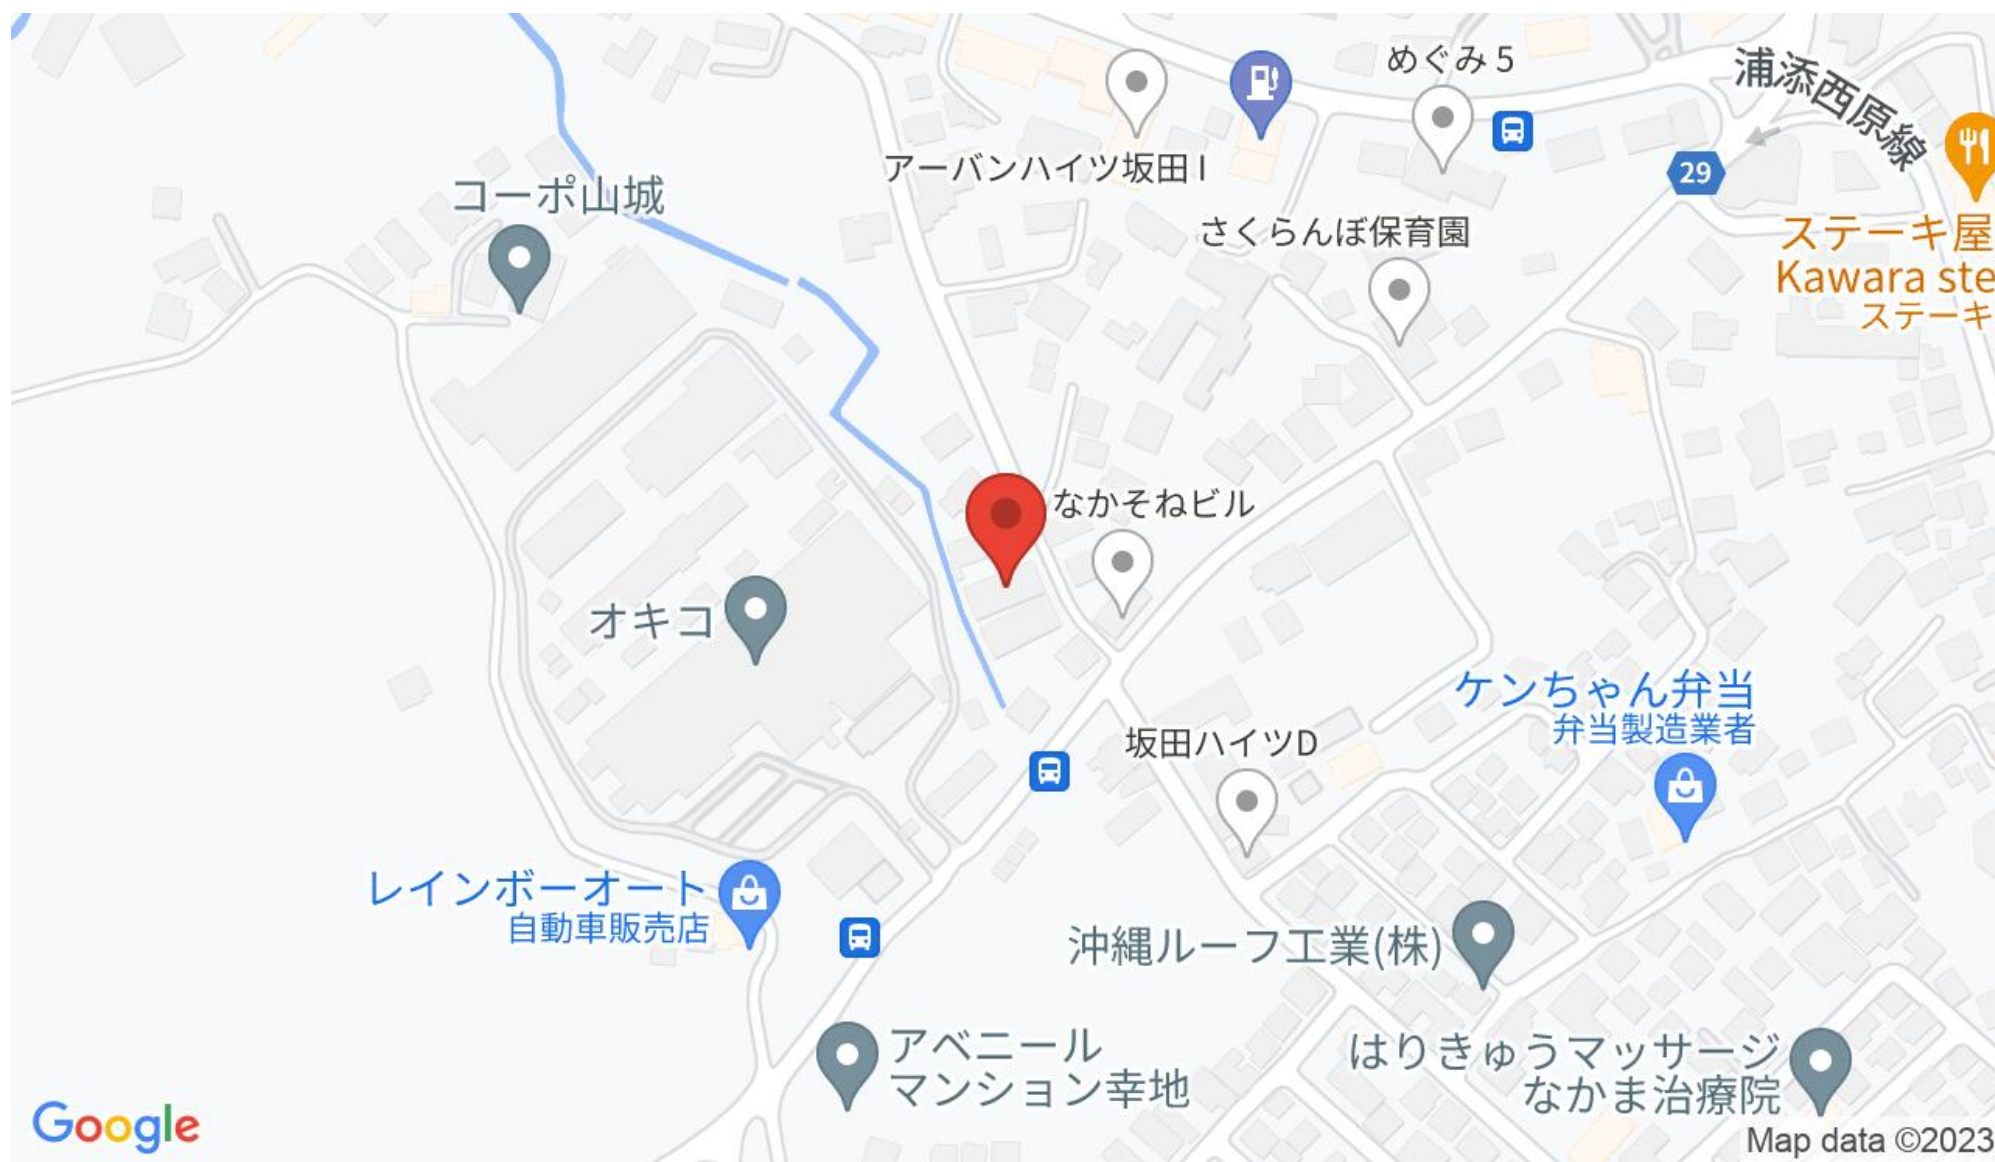 めぐみ 5
浦添西原線
アーバンハイツ坂田 I
29
コーポ山城
さくらんぼ保育園
ステーキ屋
Kawara ste
ステーキ
なかそねビル
オキコ
ケンちゃん弁当
弁当製造業者
坂田ハイツD
レインボーオート
自動車販売店
沖縄ルーフ工業(株)
アベニール
マンション幸地
はりきゅうマッサージ
なかま治療院
Google
Map data ©2023